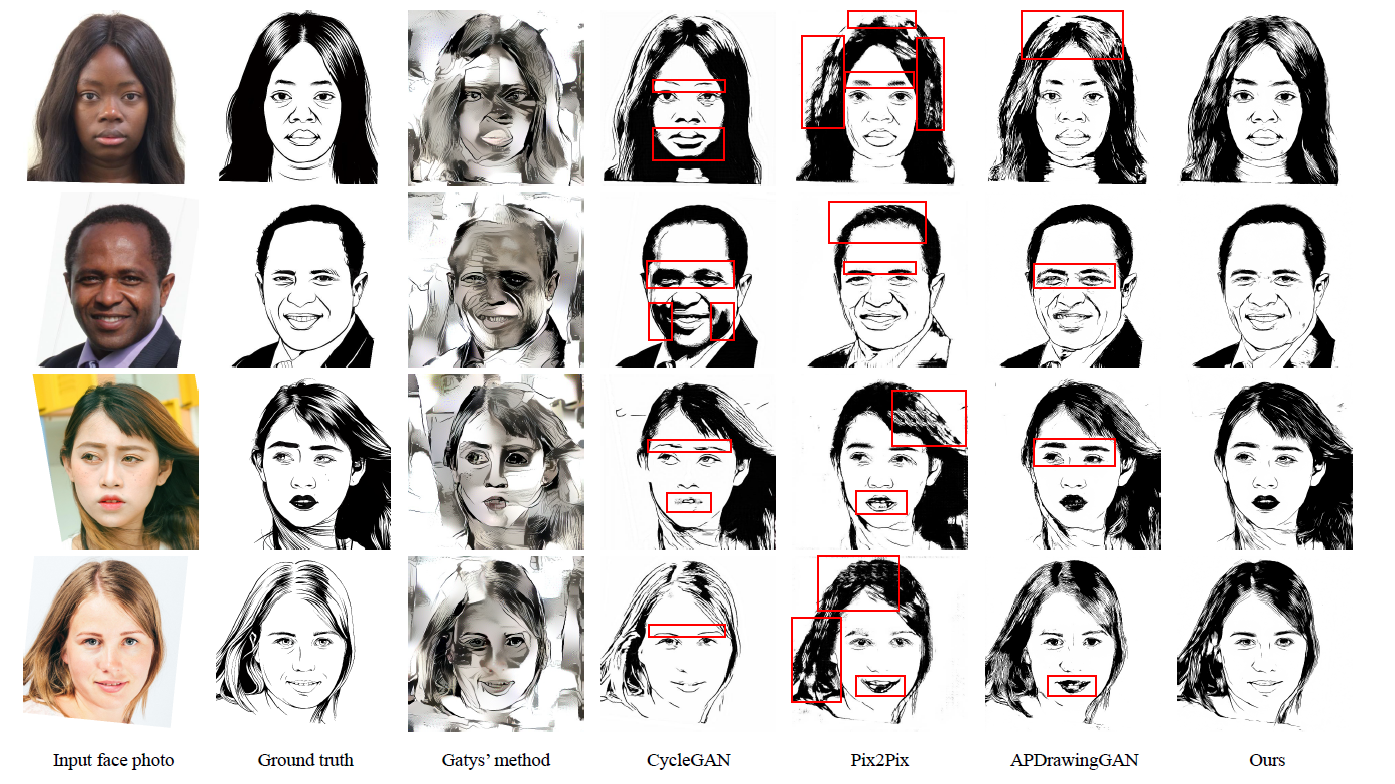 Input face photo
Ground truth
Gatys’ method
CycleGAN
Pix2Pix
APDrawingGAN
Ours